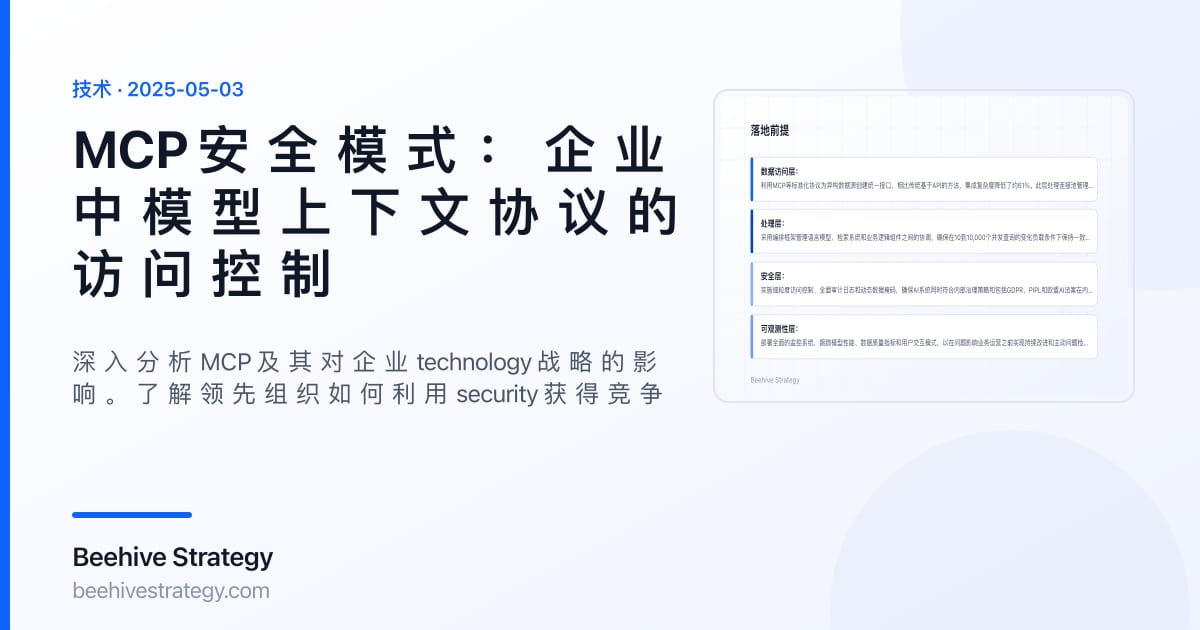 技术 · 2025-05-03
MCP安全模式：企业
中模型上下文协议的
访问控制
深入分析MCP及其对企业technology战略的影
响。了解领先组织如何利用security获得竞争
Beehive Strategy
beehivestrategy.com
落地前提
数据访问层：
利用MCP等标准化协议为异构数据源创建统一接口，相比传统基于API的方法，集成复杂度降低了约61%。此层处理连接池管理...
处理层：
采用编排框架管理语言模型、检索系统和业务逻辑组件之间的协调，确保在10到10,000个并发查询的变化负载条件下保持一致...
安全层：
实施细粒度访问控制、全面审计日志和动态数据掩码，确保AI系统同时符合内部治理策略和包括GDPR、PIPL和欧盟AI法案在内...
可观测性层：
部署全面的监控系统，跟踪模型性能、数据质量指标和用户交互模式，以在问题影响业务运营之前实现持续改进和主动问题检...
Beehive Strategy